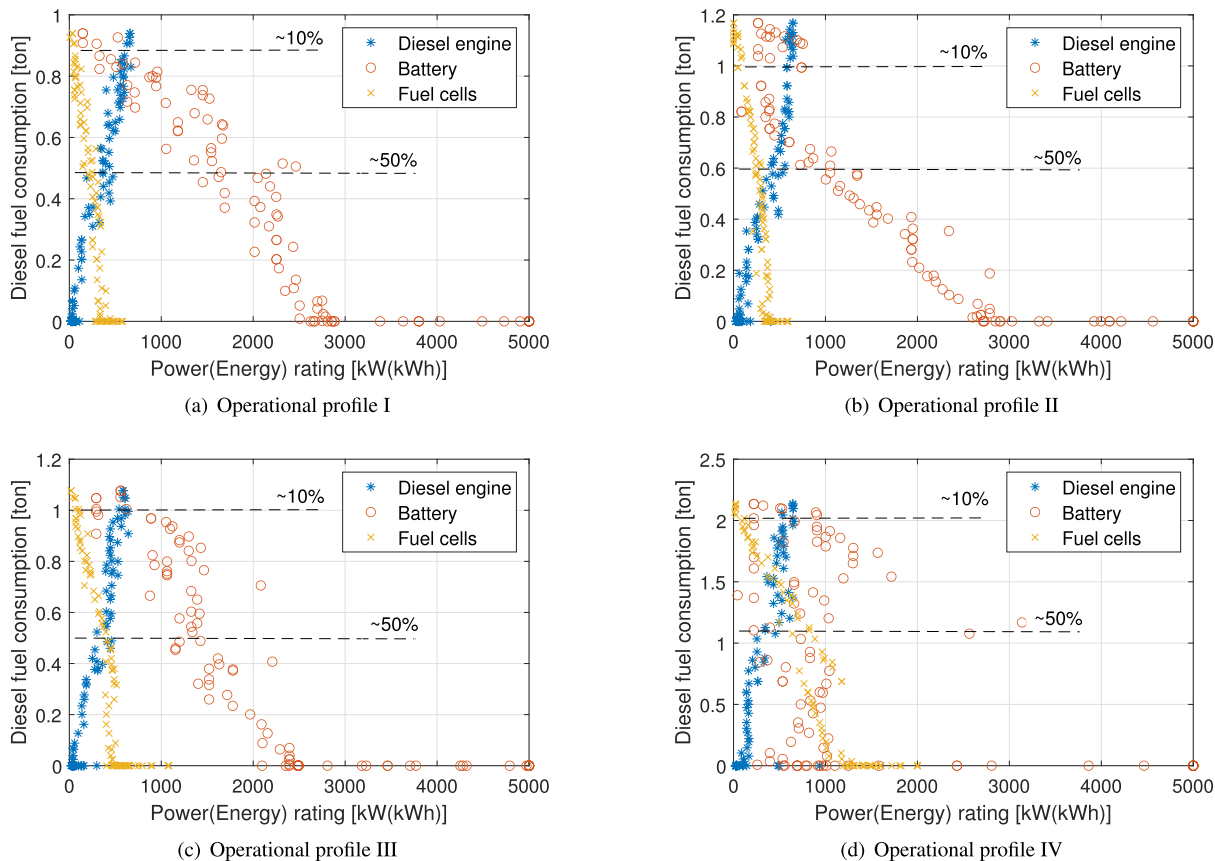 1
0.8
0.6
0.4
0.2
0
Diesel fuel consumption [ton]
~10%
~50%
Diesel engine
Battery
Fuel cells
0 1000 2000 3000 4000 5000
Power(Energy) rating [kW(kWh)]
(a) Operational profile I
1.2
1
0.8
0.6
0.4
0.2
0
Diesel fuel consumption [ton]
~10%
~50%
Diesel engine
Battery
Fuel cells
0 1000 2000 3000 4000 5000
Power(Energy) rating [kW(kWh)]
(b) Operational profile II
1.2
1
0.8
0.6
0.4
0.2
0
Diesel fuel consumption [ton]
~10%
~50%
Diesel engine
Battery
Fuel cells
0 1000 2000 3000 4000 5000
Power(Energy) rating [kW(kWh)]
(c) Operational profile III
2.5
2
1.5
1
0.5
0
Diesel fuel consumption [ton]
~10%
~50%
Diesel engine
Battery
Fuel cells
0 1000 2000 3000 4000 5000
Power(Energy) rating [kW(kWh)]
(d) Operational profile IV